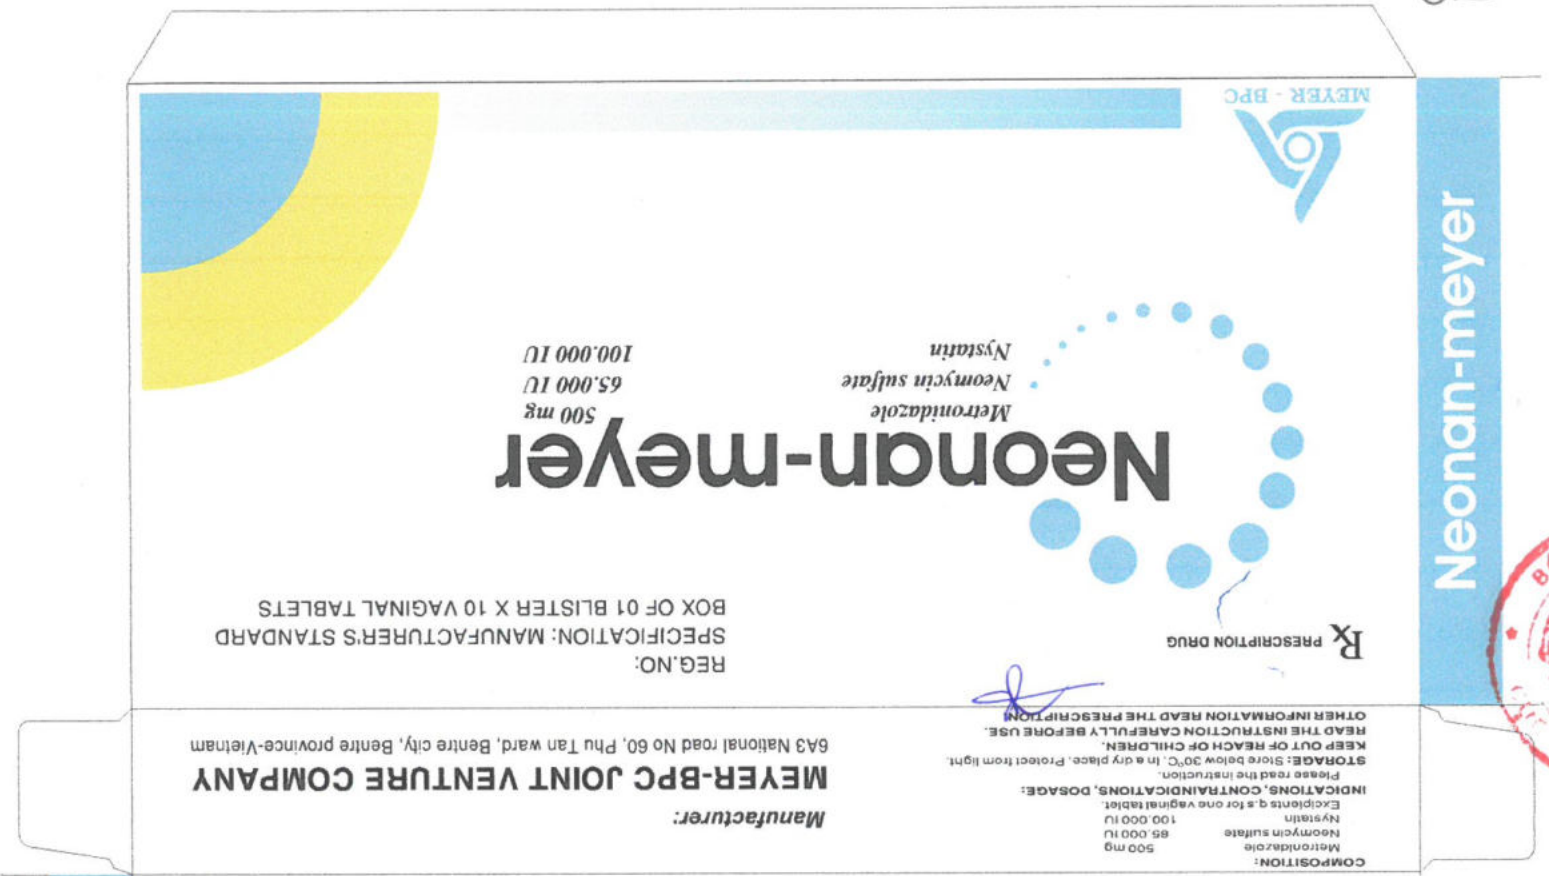 COMPOSITION:
Metronidazole 500 mg
Neomycin sulfate 65.000 IU
Nystatin 100.000 IU
Excipients q.s for one vaginal tablet.
INDICATIONS, CONTRAINDICATIONS, DOSAGE:
Please read the instruction.
STORAGE: Store below 30°C. In a dry place. Protect from light.
KEEP OUT OF REACH OF CHILDREN.
READ THE INSTRUCTION CAREFULLY BEFORE USE.
OTHER INFORMATION READ THE PRESCRIPTION.
Manufacturer:
MEYER-BPC JOINT VENTURE COMPANY
6A3 National road No 60, Phu Tan ward, Bentre city, Bentre province-Vietnam
Rx PRESCRIPTION DRUG
REG.NO:
SPECIFICATION: MANUFACTURER'S STANDARD
BOX OF 01 BLISTER X 10 VAGINAL TABLETS
Neonan-meyer
Metronidazole 500 mg
Neomycin sulfate 65.000 IU
Nystatin 100.000 IU
MEYER - BPC
Neonan-meyer